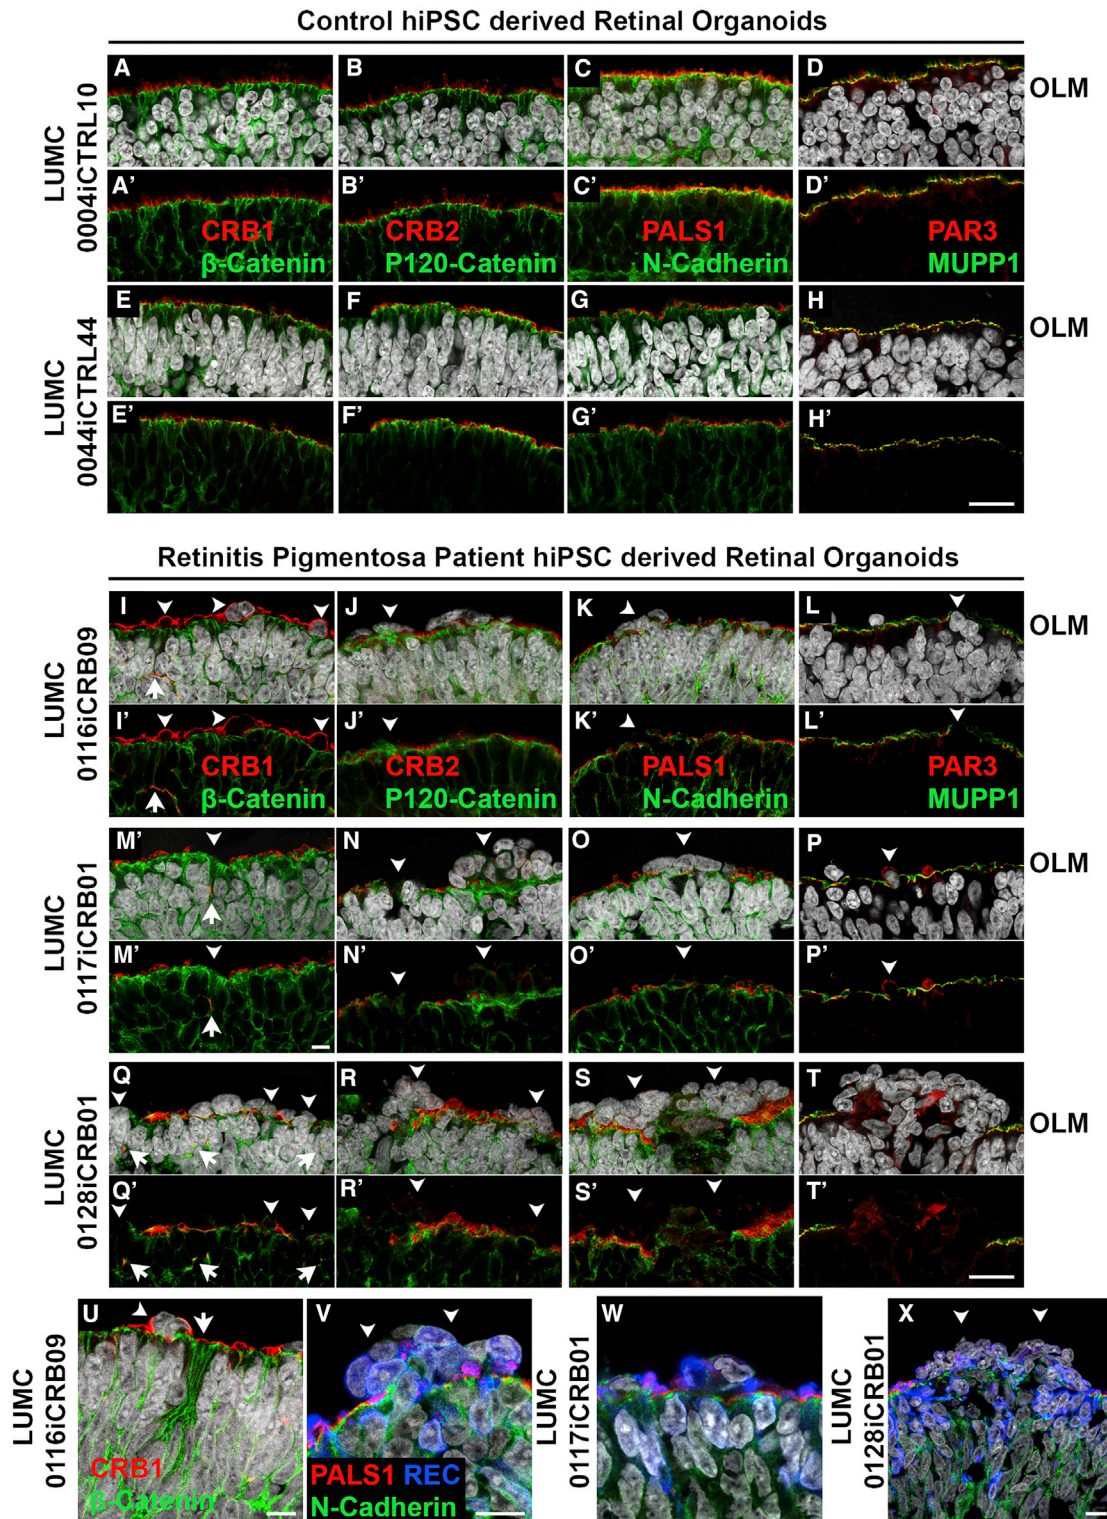 Control hiPSC derived Retinal Organoids
LUMC
0004iCTRL10
A
B
C
D
OLM
A’
B’
C’
D’
CRB1
β-Catenin
CRB2
P120-Catenin
PALS1
N-Cadherin
PAR3
MUPP1
LUMC
0044iCTRL44
E
F
G
H
OLM
E’
F’
G’
H’
Retinitis Pigmentosa Patient hiPSC derived Retinal Organoids
LUMC
0116iCRB09
I
J
K
L
OLM
I’
J’
K’
L’
CRB1
β-Catenin
CRB2
P120-Catenin
PALS1
N-Cadherin
PAR3
MUPP1
LUMC
0117iCRB01
M’
N
O
P
OLM
M’
N’
O’
P’
LUMC
0128iCRB01
Q
R
S
T
OLM
Q’
R’
S’
T’
LUMC
0116iCRB09
U
CRB1
β-Catenin
V
PALS1 REC
N-Cadherin
LUMC
0117iCRB01
W
LUMC
0128iCRB01
X